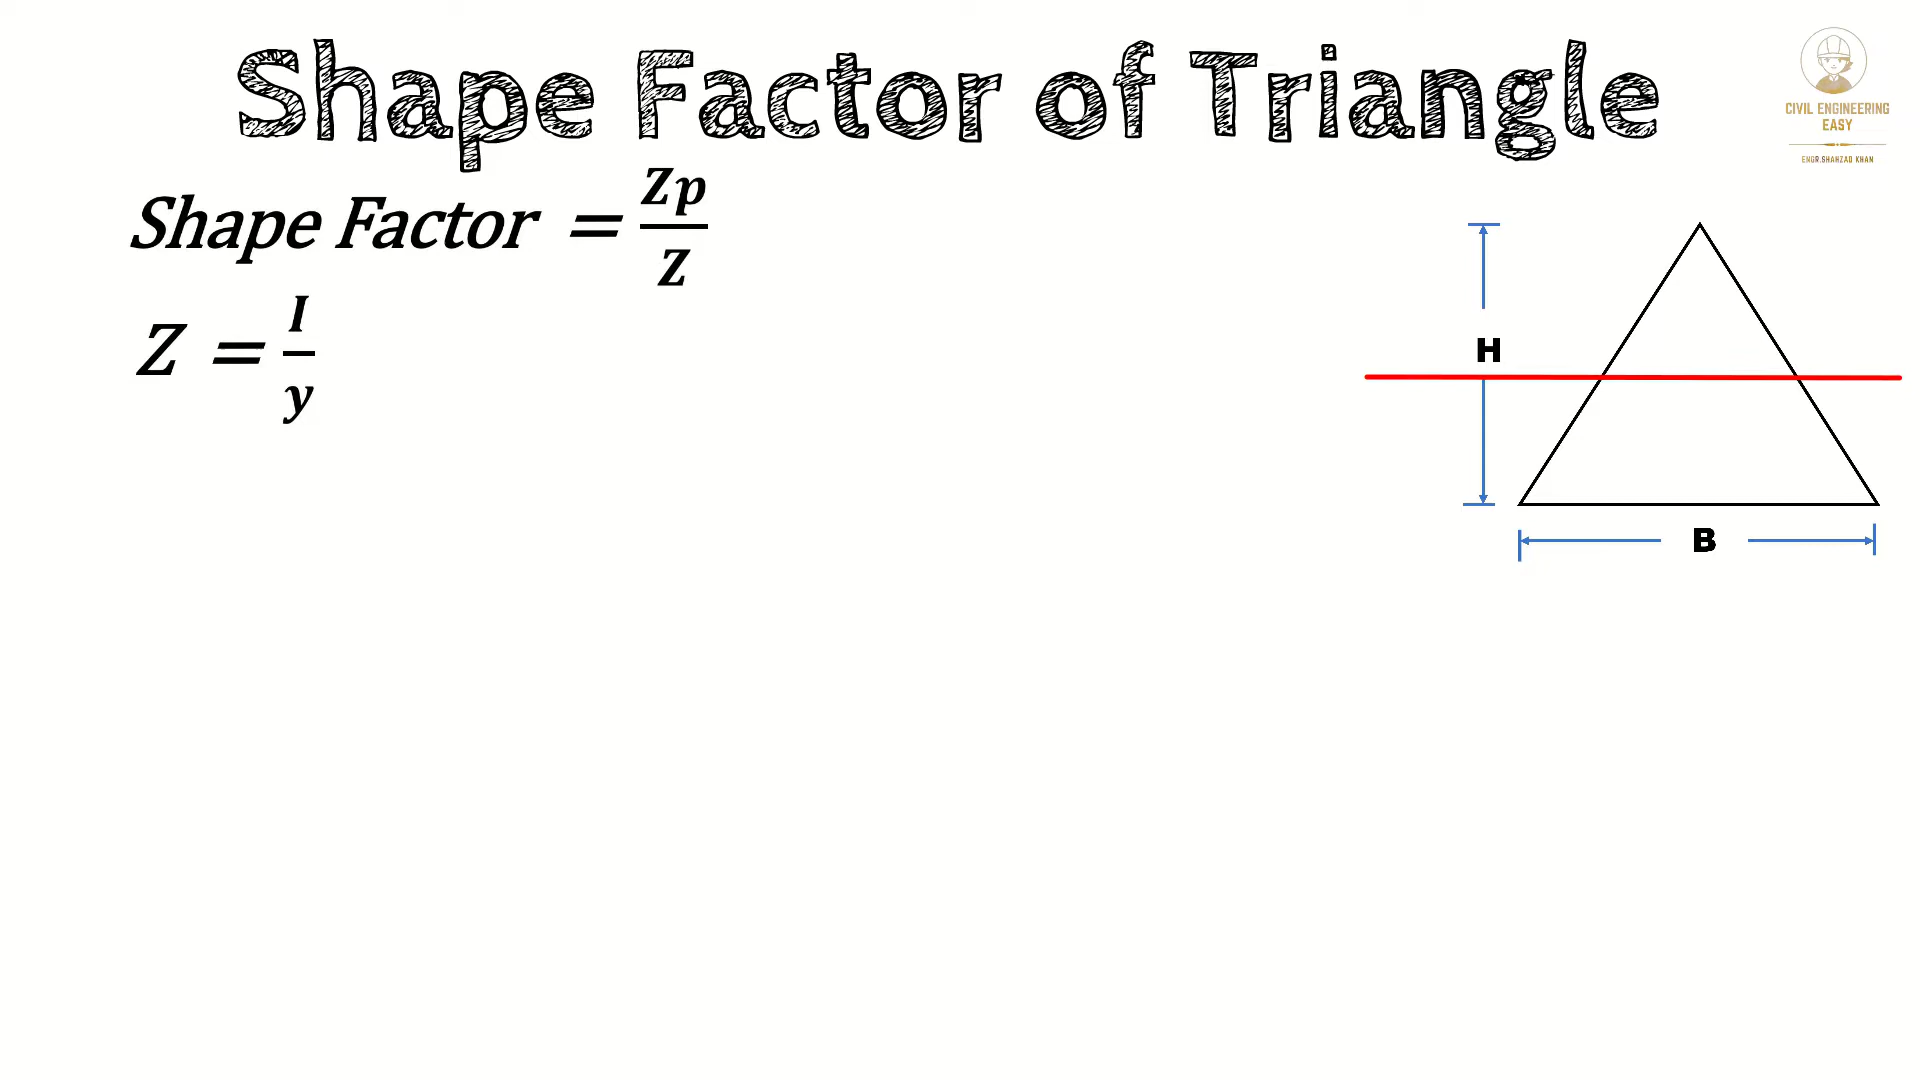 Shape Factor of Triangle
CIVIL ENGINEERING
EASY
ENGR.SHAHZAD KHAN
Shape Factor = Zp/Z
Z = I/y
H
B